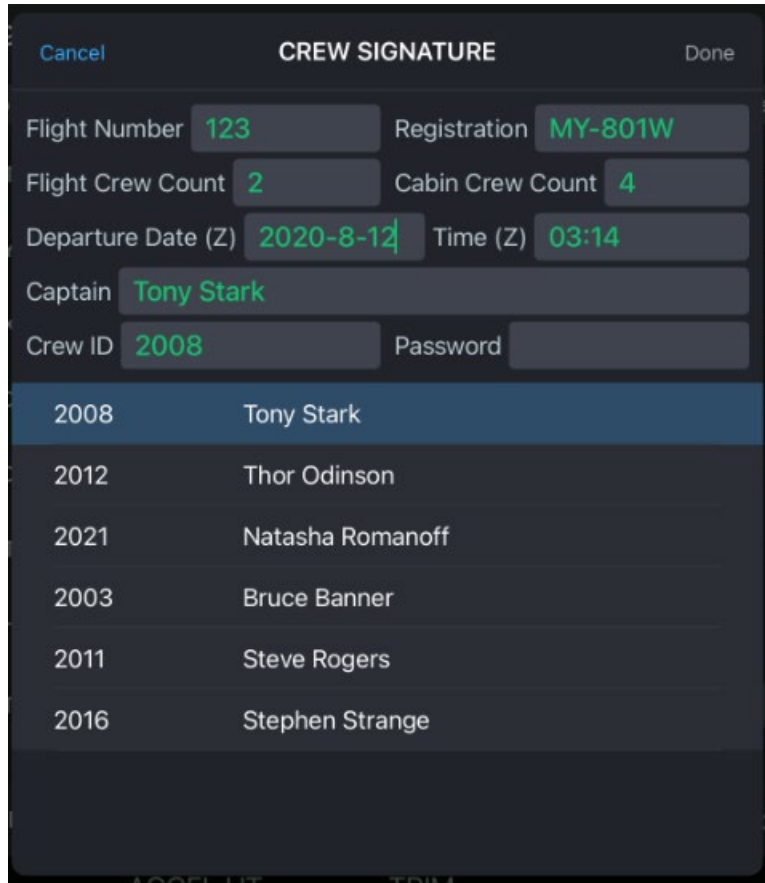 Cancel CREW SIGNATURE Done
Flight Number 123 Registration MY-801W
Flight Crew Count 2 Cabin Crew Count 4
Departure Date (Z) 2020-8-12 Time (Z) 03:14
Captain Tony Stark
Crew ID 2008 Password
2008 Tony Stark
2012 Thor Odinson
2021 Natasha Romanoff
2003 Bruce Banner
2011 Steve Rogers
2016 Stephen Strange